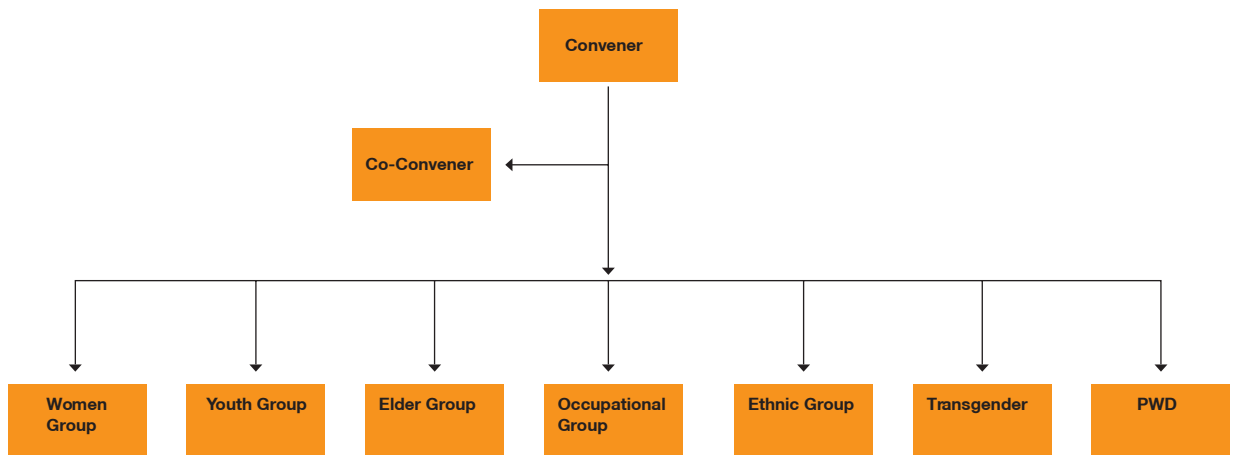 Convener
Co-Convener
Women
Group
Youth Group
Elder Group
Occupational
Group
Ethnic Group
Transgender
PWD